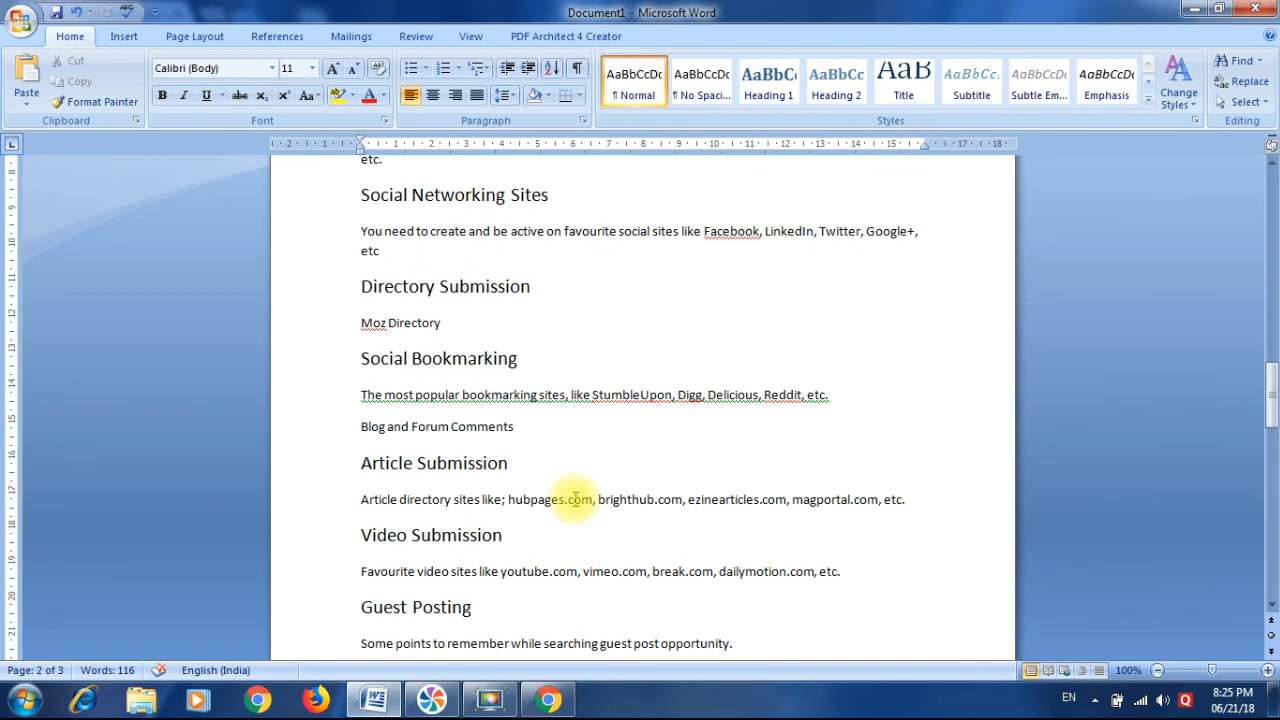 Document1 - Microsoft Word
Home Insert Page Layout References Mailings Review View PDF Architect 4 Creator
Paste
Cut
Copy
Format Painter
Clipboard
Calibri (Body) 11
Font
Paragraph
AaBbCcDc AaBbCcDc AaBbCc AaBbCc AaB AaBbCc. AaBbCcDc AaBbCcDc
¶ Normal ¶ No Spaci... Heading 1 Heading 2 Title Subtitle Subtle Em... Emphasis
Change Styles
Styles
Find
Replace
Select
Editing
etc.
Social Networking Sites
You need to create and be active on favourite social sites like Facebook, LinkedIn, Twitter, Google+,
etc
Directory Submission
Moz Directory
Social Bookmarking
The most popular bookmarking sites, like StumbleUpon, Digg, Delicious, Reddit, etc.
Blog and Forum Comments
Article Submission
Article directory sites like; hubpages.com, brighthub.com, ezinearticles.com, magportal.com, etc.
Video Submission
Favourite video sites like youtube.com, vimeo.com, break.com, dailymotion.com, etc.
Guest Posting
Some points to remember while searching guest post opportunity.
Page: 2 of 3 Words: 116 English (India) 100%
EN 8:25 PM
06/21/18